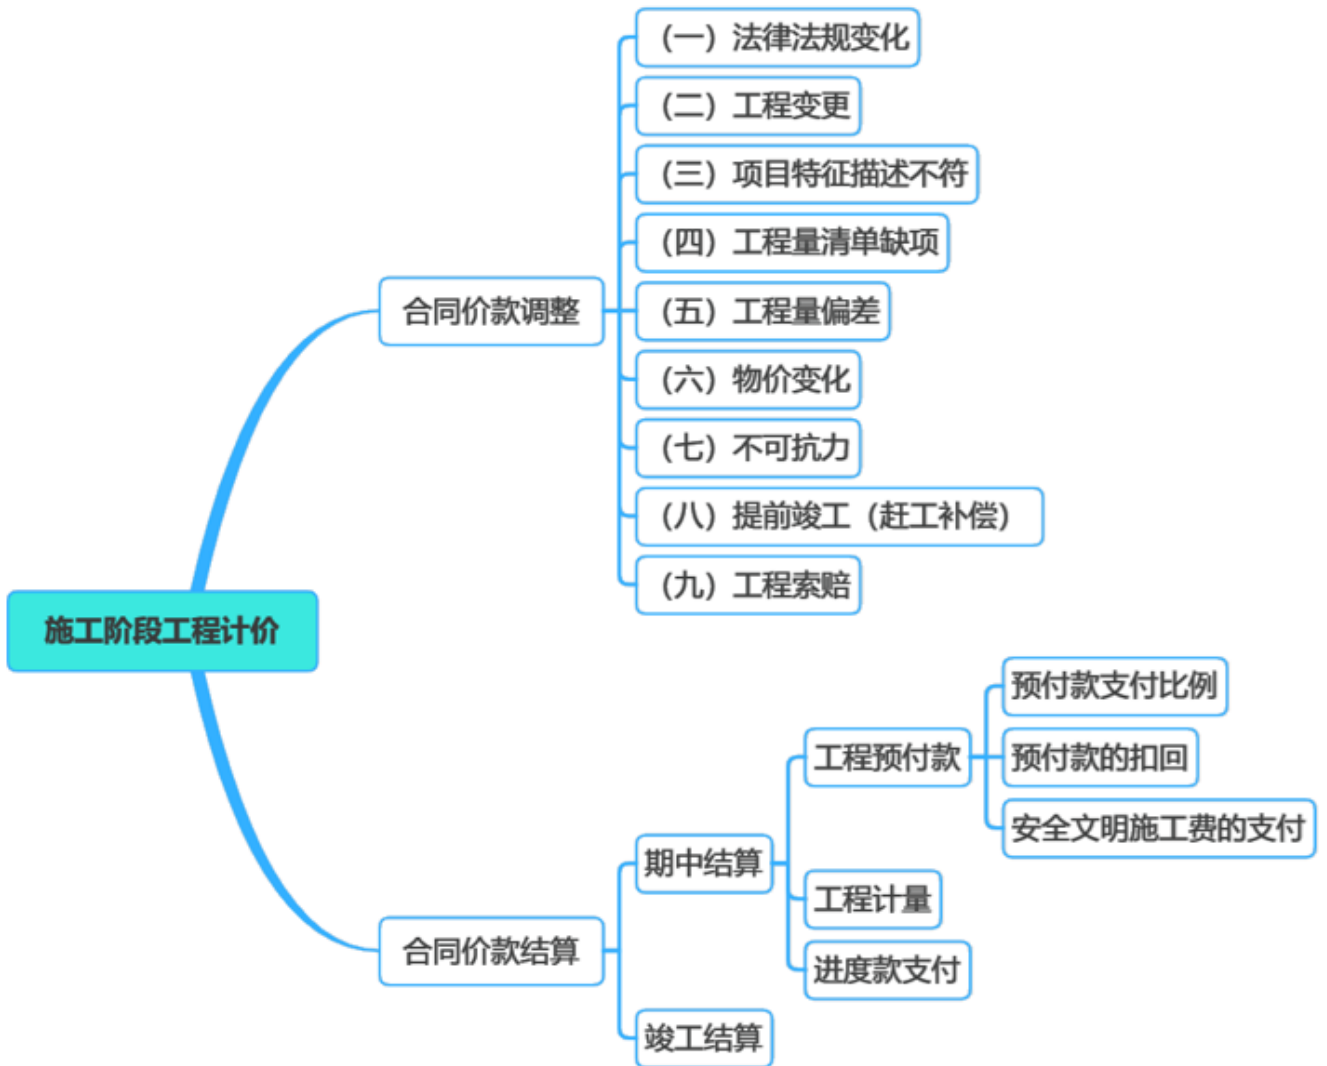 （一）法律法规变化
（二）工程变更
（三）项目特征描述不符
（四）工程量清单缺项
合同价款调整
（五）工程量偏差
（六）物价变化
（七）不可抗力
（八）提前竣工（赶工补偿）
（九）工程索赔
施工阶段工程计价
预付款支付比例
工程预付款
预付款的扣回
安全文明施工费的支付
期中结算
工程计量
合同价款结算
进度款支付
竣工结算